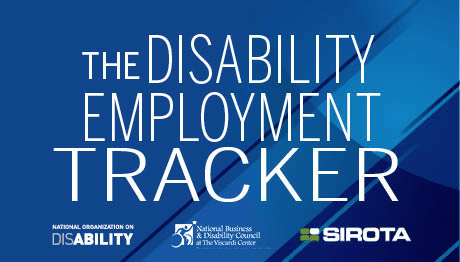 THE DISABILITY
EMPLOYMENT
TRACKER
NATIONAL ORGANIZATION ON
DISABILITY
National Business
& Disability Council
at The Viscardi Center
SIROTA